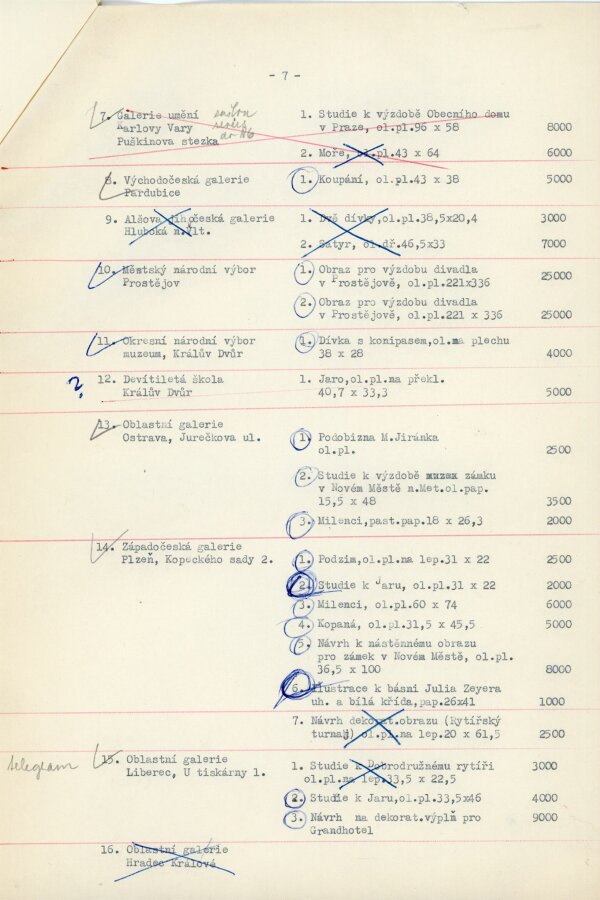 - 7 -
7. Galerie umění
Karlovy Vary
Puškinova stezka
1. Studie k výzdobě Obecního domu
v Praze, ol.pl.96 x 58 8000
2. Moře, ol.pl.43 x 64 6000
8. Východočeská galerie
Pardubice
1. Koupání, ol.pl.43 x 38 5000
9. Alšova jihočeská galerie
Hluboká n.Vlt.
1. Dvě dívky,ol.pl.38,5x20,4 3000
2. Satyr, ol.dř.46,5x33 7000
10. Městský národní výbor
Prostějov
1. Obraz pro výzdobu divadla
v Prostějově, ol.pl.221x336 25000
2. Obraz pro výzdobu divadla
v Prostějově, ol.pl.221 x 336 25000
11. Okresní národní výbor
muzeum, Králův Dvůr
1. Dívka s konipasem,ol.na plechu
38 x 28 4000
? 12. Devítiletá škola
Králův Dvůr
1. Jaro,ol.pl.na překl.
40,7 x 33,3 5000
13. Oblastní galerie
Ostrava, Jurečkova ul.
1. Podobizna M.Jiránka
ol.pl. 2500
2. Studie k výzdobě zámku
v Novém Městě n.Met.ol.pap.
15,5 x 48 3500
3. Milenci,past.pap.18 x 26,3 2000
14. Západočeská galerie
Plzeň, Kopeckého sady 2.
1. Podzim,ol.pl.na lep.31 x 22 2500
2. Studie k Jaru, ol.pl.31 x 22 2000
3. Milenci, ol.pl.60 x 74 6000
4. Kopaná, ol.pl.31,5 x 45,5 5000
5. Návrh k nástěnnému obrazu
pro zámek v Novém Městě, ol.pl.
36,5 x 100 8000
6. Ilustrace k básni Julia Zeyera
uh. a bílá křída,pap.26x41 1000
7. Návrh dekorat.obrazu (Rytířský
turnaj) ol.pl.na lep.20 x 61,5 2500
telegram 15. Oblastní galerie
Liberec, U tiskárny 1.
1. Studie k Dobrodružnému rytíři 3000
ol.pl.na lep.33,5 x 22,5
2. Studie k Jaru,ol.pl.33,5x46 4000
3. Návrh na dekorat.výplň pro 9000
Grandhotel
16. Oblastní galerie
Hradec Králové